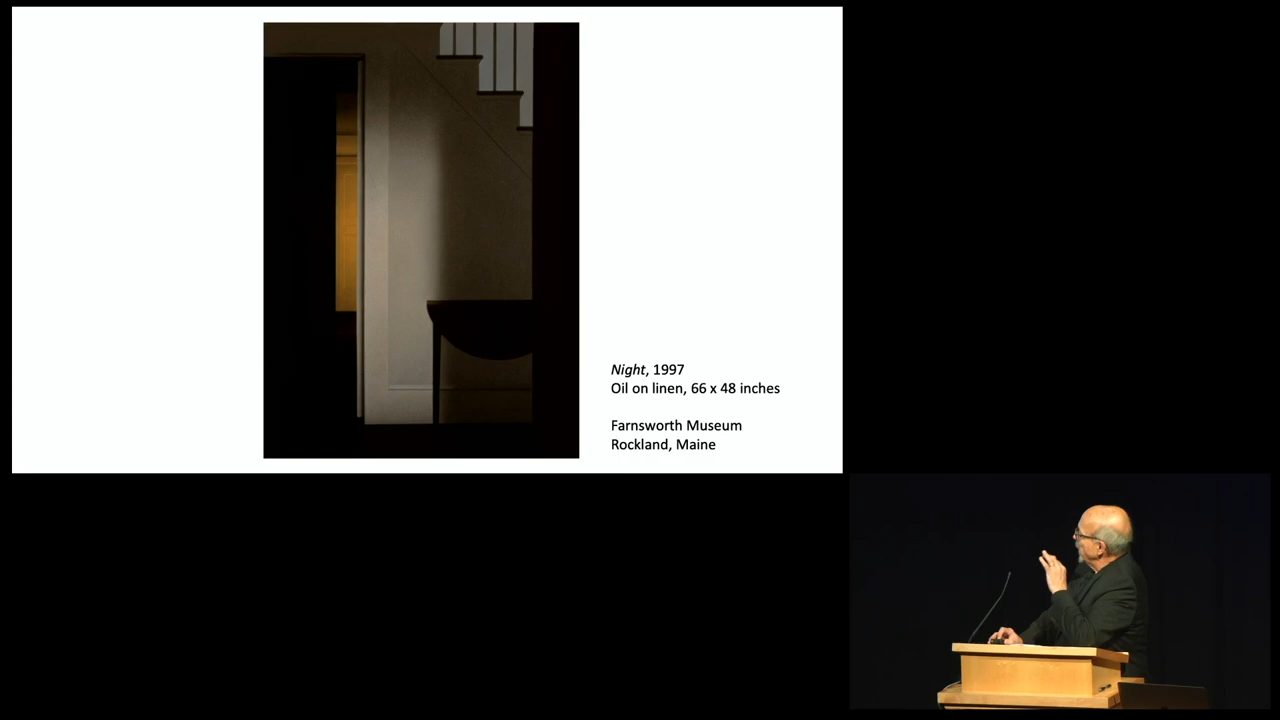 Night, 1997
Oil on linen, 66 x 48 inches
Farnsworth Museum
Rockland, Maine